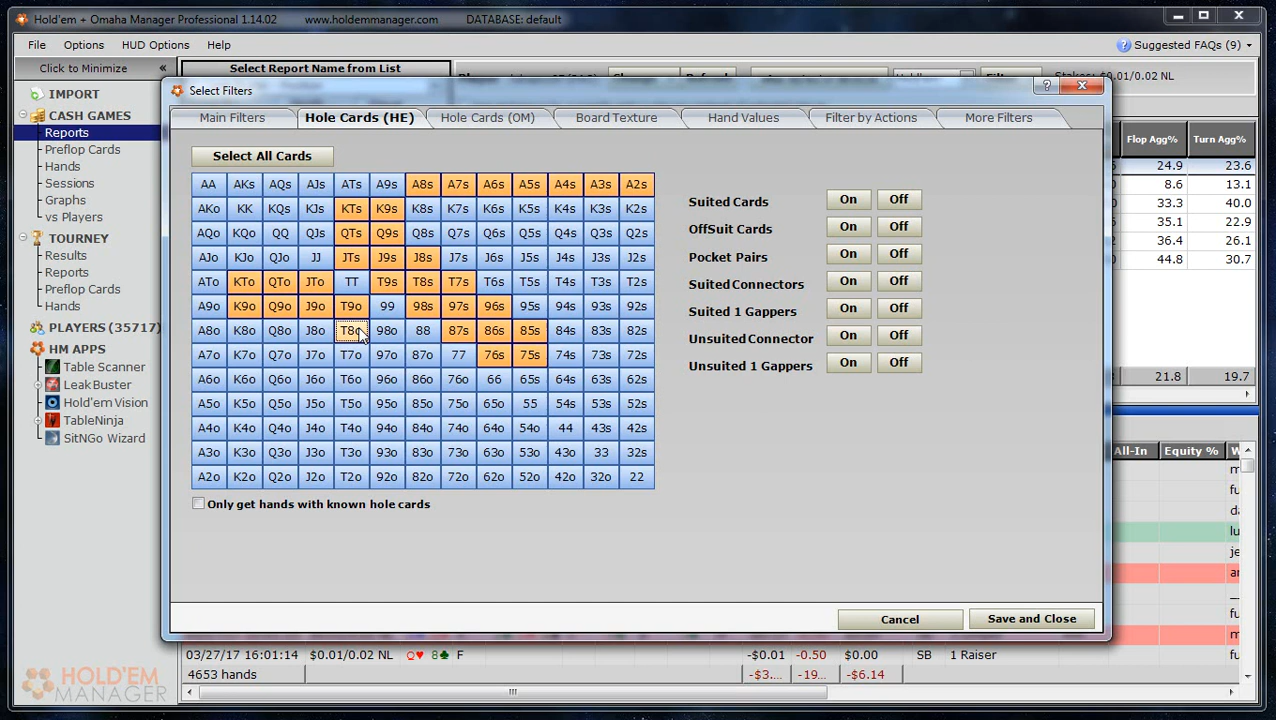 Hold'em + Omaha Manager Professional 1.14.02 www.holdemmanager.com DATABASE: default
File Options HUD Options Help Suggested FAQs (9)
Click to Minimize « Select Report Name from List
Select Filters
IMPORT
CASH GAMES
Reports
Preflop Cards
Hands
Sessions
Graphs
vs Players
TOURNEY
Results
Reports
Preflop Cards
Hands
PLAYERS (35717)
HM APPS
Table Scanner
LeakBuster
Hold'em Vision
TableNinja
SitNGo Wizard
HOLD'EM
MANAGER
Main Filters Hole Cards (HE) Hole Cards (OM) Board Texture Hand Values Filter by Actions More Filters
Select All Cards
AA AKs AQs AJs ATs A9s A8s A7s A6s A5s A4s A3s A2s
AKo KK KQs KJs KTs K9s K8s K7s K6s K5s K4s K3s K2s
AQo KQo QQ QJs QTs Q9s Q8s Q7s Q6s Q5s Q4s Q3s Q2s
AJo KJo QJo JJ JTs J9s J8s J7s J6s J5s J4s J3s J2s
ATo KTo QTo JTo TT T9s T8s T7s T6s T5s T4s T3s T2s
A9o K9o Q9o J9o T9o 99 98s 97s 96s 95s 94s 93s 92s
A8o K8o Q8o J8o T8o 98o 88 87s 86s 85s 84s 83s 82s
A7o K7o Q7o J7o T7o 97o 87o 77 76s 75s 74s 73s 72s
A6o K6o Q6o J6o T6o 96o 86o 76o 66 65s 64s 63s 62s
A5o K5o Q5o J5o T5o 95o 85o 75o 65o 55 54s 53s 52s
A4o K4o Q4o J4o T4o 94o 84o 74o 64o 54o 44 43s 42s
A3o K3o Q3o J3o T3o 93o 83o 73o 63o 53o 43o 33 32s
A2o K2o Q2o J2o T2o 92o 82o 72o 62o 52o 42o 32o 22
Only get hands with known hole cards
Suited Cards On Off
OffSuit Cards On Off
Pocket Pairs On Off
Suited Connectors On Off
Suited 1 Gappers On Off
Unsuited Connector On Off
Unsuited 1 Gappers On Off
Cancel Save and Close
Flop Agg% Turn Agg%
24.9 23.6
8.6 13.1
33.3 40.0
35.1 22.9
36.4 26.1
44.8 30.7
21.8 19.7
All-In Equity %
03/27/17 16:01:14 $0.01/0.02 NL Q♥ 8♣ F -$0.01 -0.50 $0.00 SB 1 Raiser
4653 hands -$3.... -19... -$6.14